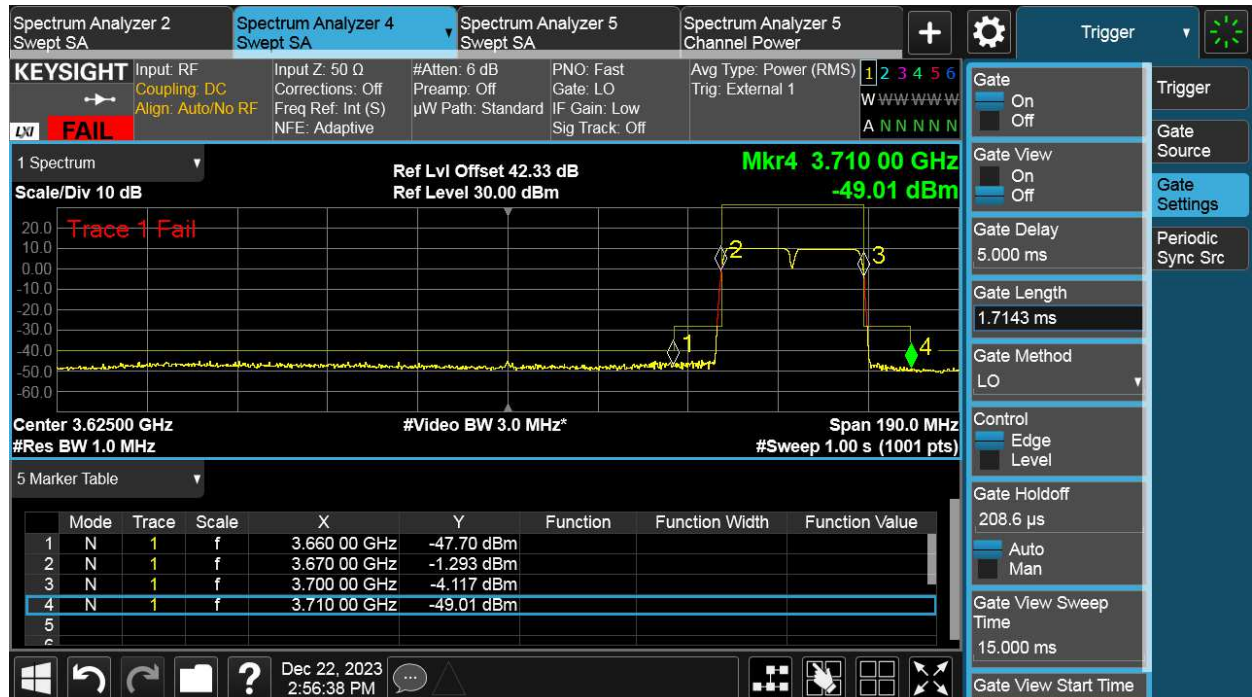 Spectrum Analyzer 2
Swept SA
Spectrum Analyzer 4
Swept SA
Spectrum Analyzer 5
Swept SA
Spectrum Analyzer 5
Channel Power
+
Trigger
KEYSIGHT
LXI
FAIL
Input: RF
Coupling: DC
Align: Auto/No RF
Input Z: 50 Ω
Corrections: Off
Freq Ref: Int (S)
NFE: Adaptive
#Atten: 6 dB
Preamp: Off
µW Path: Standard
PNO: Fast
Gate: LO
IF Gain: Low
Sig Track: Off
Avg Type: Power (RMS)
Trig: External 1
1 2 3 4 5 6
W W W W W W
A N N N N N
1 Spectrum
Scale/Div 10 dB
Ref Lvl Offset 42.33 dB
Ref Level 30.00 dBm
Mkr4 3.710 00 GHz
-49.01 dBm
Trace 1 Fail
20.0
10.0
0.00
-10.0
-20.0
-30.0
-40.0
-50.0
-60.0
1
2
3
4
Center 3.62500 GHz
#Res BW 1.0 MHz
#Video BW 3.0 MHz*
Span 190.0 MHz
#Sweep 1.00 s (1001 pts)
5 Marker Table
Mode Trace Scale X Y Function Function Width Function Value
1 N 1 f 3.660 00 GHz -47.70 dBm
2 N 1 f 3.670 00 GHz -1.293 dBm
3 N 1 f 3.700 00 GHz -4.117 dBm
4 N 1 f 3.710 00 GHz -49.01 dBm
5
?
Dec 22, 2023
2:56:38 PM
Gate
On
Off
Gate View
On
Off
Gate Delay
5.000 ms
Gate Length
1.7143 ms
Gate Method
LO
Control
Edge
Level
Gate Holdoff
208.6 µs
Auto
Man
Gate View Sweep
Time
15.000 ms
Gate View Start Time
Trigger
Gate
Source
Gate
Settings
Periodic
Sync Src